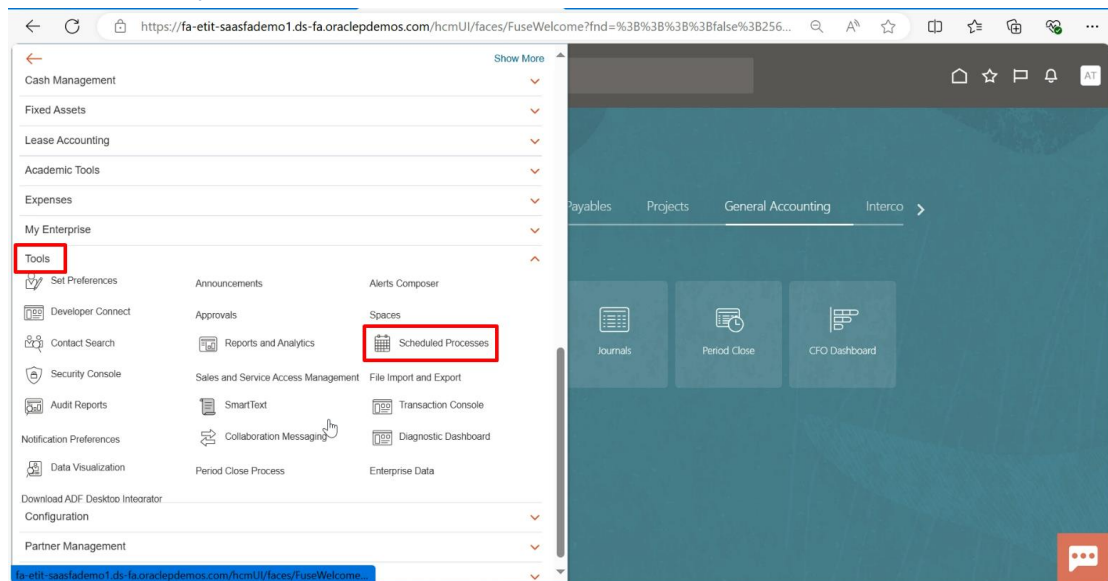 https://fa-etit-saasfademo1.ds-fa.oraclepdemos.com/hcmUI/faces/FuseWelcome?fnd=%3B%3B%3B%3Bfalse%3B256...
Show More
Cash Management
Fixed Assets
Lease Accounting
Academic Tools
Expenses
My Enterprise
Tools
Set Preferences Announcements Alerts Composer
Developer Connect Approvals Spaces
Contact Search Reports and Analytics Scheduled Processes
Security Console Sales and Service Access Management File Import and Export
Audit Reports SmartText Transaction Console
Notification Preferences Collaboration Messaging Diagnostic Dashboard
Data Visualization Period Close Process Enterprise Data
Download ADF Desktop Integrator
Configuration
Partner Management
fa-etit-saasfademo1.ds-fa.oraclepdemos.com/hcmUI/faces/FuseWelcome...
AT
Payables Projects General Accounting Interco
Journals Period Close CFO Dashboard